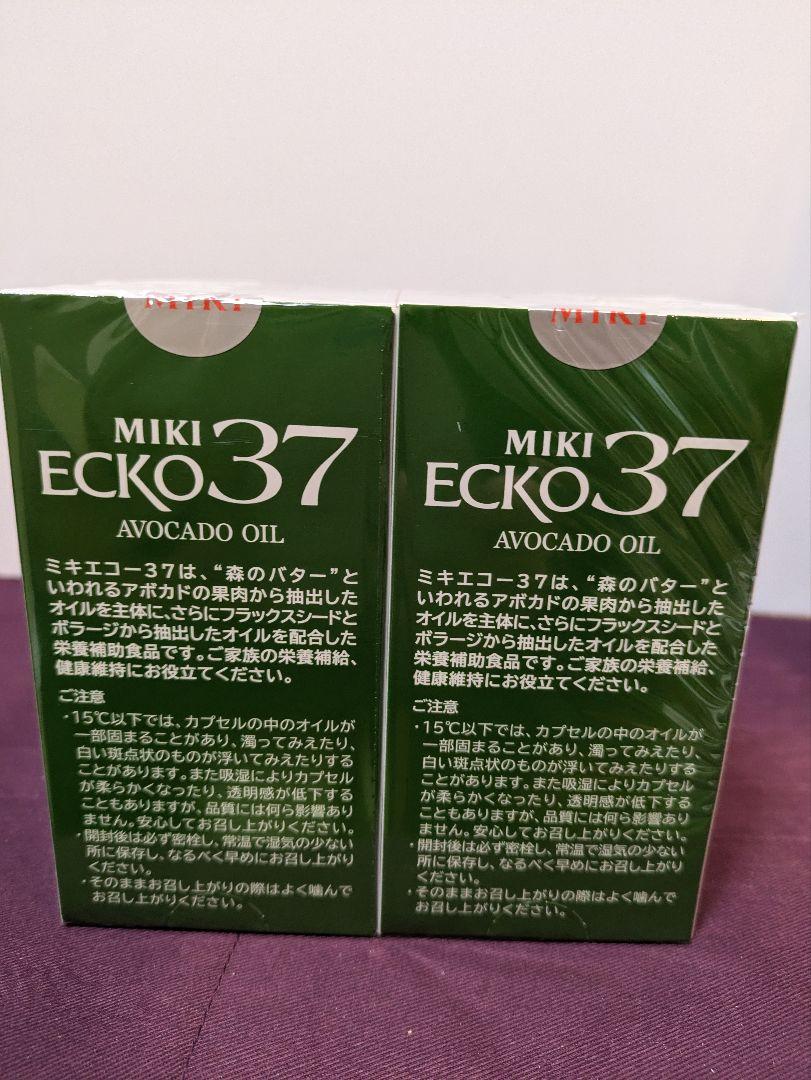 MIKI
MIKI
ECKO37
AVOCADO OIL
ミキエコー37は、“森のバター”と
いわれるアボカドの果肉から抽出した
オイルを主体に、さらにフラックスシードと
ボラージから抽出したオイルを配合した
栄養補助食品です。ご家族の栄養補給、
健康維持にお役立てください。
ご注意
・15℃以下では、カプセルの中のオイルが
一部固まることがあり、濁ってみえたり、
白い斑点状のものが浮いてみえたりする
ことがあります。また吸湿によりカプセル
が柔らかくなったり、透明感が低下する
こともありますが、品質には何ら影響あり
ません。安心してお召し上がりください。
・開封後は必ず密栓し、常温で湿気の少ない
所に保存し、なるべく早めにお召し上がり
ください。
・そのままお召し上がりの際はよく噛んで
お召し上がりください。
MIKI
MIKI
ECKO37
AVOCADO OIL
ミキエコー37は、“森のバター”と
いわれるアボカドの果肉から抽出した
オイルを主体に、さらにフラックスシードと
ボラージから抽出したオイルを配合した
栄養補助食品です。ご家族の栄養補給、
健康維持にお役立てください。
ご注意
・15℃以下では、カプセルの中のオイルが
一部固まることがあり、濁ってみえたり、
白い斑点状のものが浮いてみえたりする
ことがあります。また吸湿によりカプセル
が柔らかくなったり、透明感が低下する
こともありますが、品質には何ら影響あり
ません。安心してお召し上がりください。
・開封後は必ず密栓し、常温で湿気の少ない
所に保存し、なるべく早めにお召し上がり
ください。
・そのままお召し上がりの際はよく噛んで
お召し上がりください。